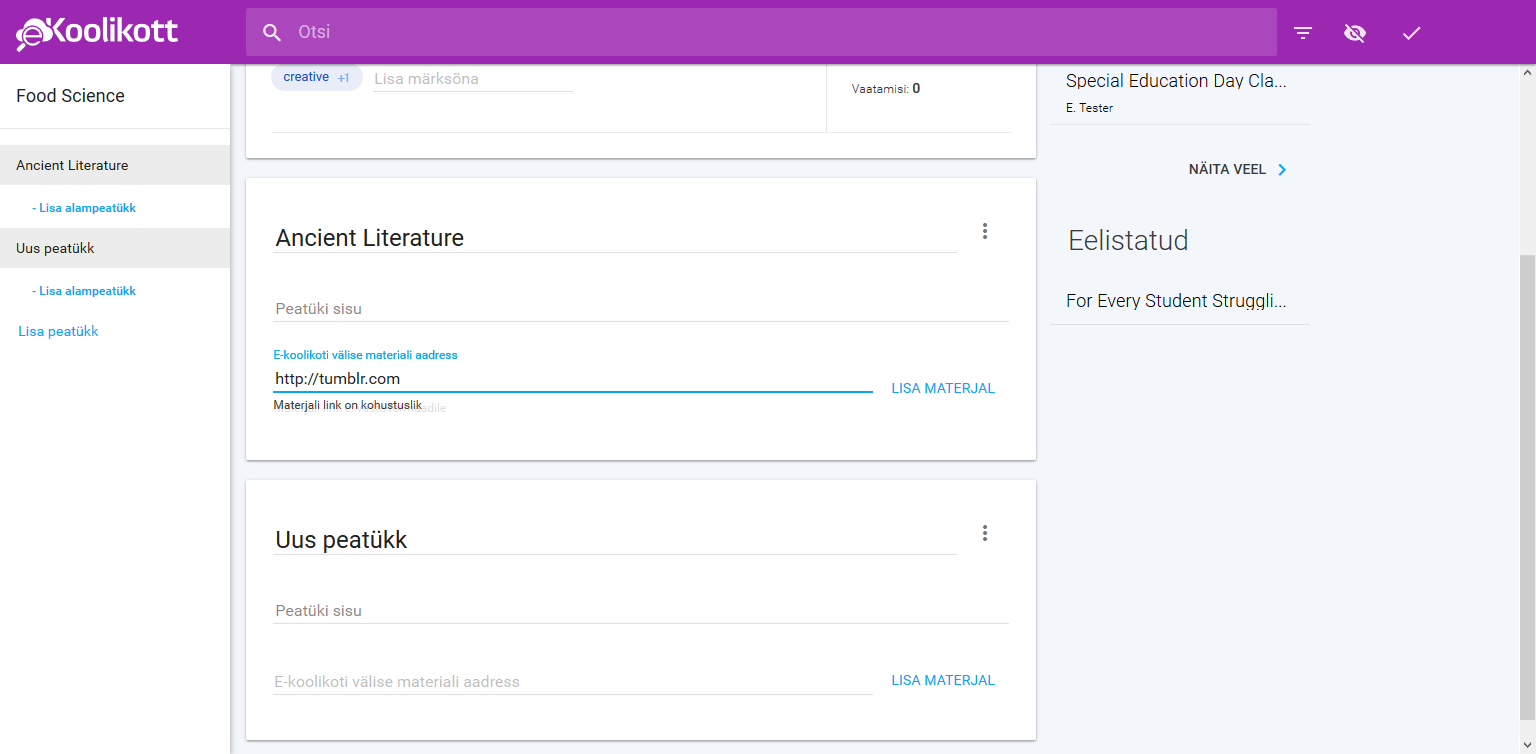 eKoolikott
Otsi
Food Science
Ancient Literature
- Lisa alampeatükk
Uus peatükk
- Lisa alampeatükk
Lisa peatükk
creative +1
Lisa märksõna
Vaatamisi: 0
Ancient Literature
Peatüki sisu
E-koolikoti välise materiali aadress
http://tumblr.com
LISA MATERJAL
Materjali link on kohustuslik
Uus peatükk
Peatüki sisu
E-koolikoti välise materiali aadress
LISA MATERJAL
Special Education Day Cla...
E. Tester
NÄITA VEEL
Eelistatud
For Every Student Struggli...